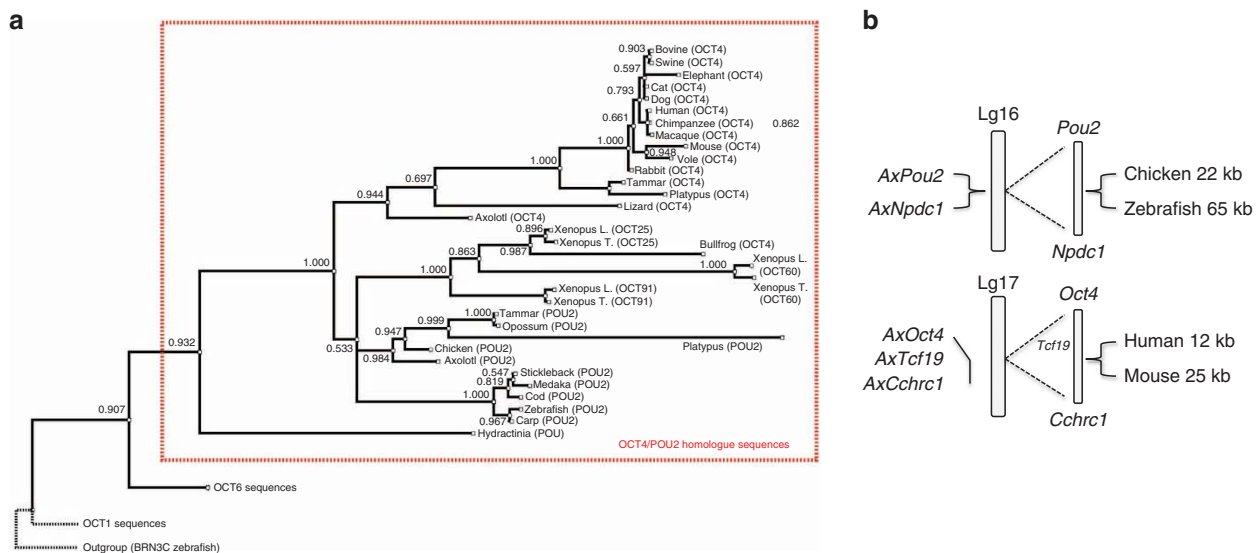 a
0.903
Bovine (OCT4)
Swine (OCT4)
0.597
Elephant (OCT4)
0.793
Cat (OCT4)
Dog (OCT4)
0.661
Human (OCT4)
Chimpanzee (OCT4)
0.862
Macaque (OCT4)
Mouse (OCT4)
0.948
Vole (OCT4)
1.000
Rabbit (OCT4)
0.697
Tammar (OCT4)
Platypus (OCT4)
0.944
Lizard (OCT4)
Axolotl (OCT4)
0.896
Xenopus L. (OCT25)
Xenopus T. (OCT25)
0.987
Bullfrog (OCT4)
0.863
1.000
Xenopus L.
(OCT60)
Xenopus T.
(OCT60)
1.000
1.000
Xenopus L. (OCT91)
Xenopus T. (OCT91)
1.000
Tammar (POU2)
0.999
Opossum (POU2)
0.947
Platypus (POU2)
0.533
Chicken (POU2)
0.984
Axolotl (POU2)
0.932
0.547
Stickleback (POU2)
0.819
Medaka (POU2)
1.000
Cod (POU2)
Zebrafish (POU2)
0.967
Carp (POU2)
0.907
Hydractinia (POU)
OCT4/POU2 homologue sequences
OCT6 sequences
OCT1 sequences
Outgroup (BRN3C zebrafish)
b
Lg16
Pou2
AxPou2
AxNpdc1
Chicken 22 kb
Zebrafish 65 kb
Npdc1
Lg17
Oct4
AxOct4
AxTcf19
AxCchrc1
Tcf19
Human 12 kb
Mouse 25 kb
Cchrc1